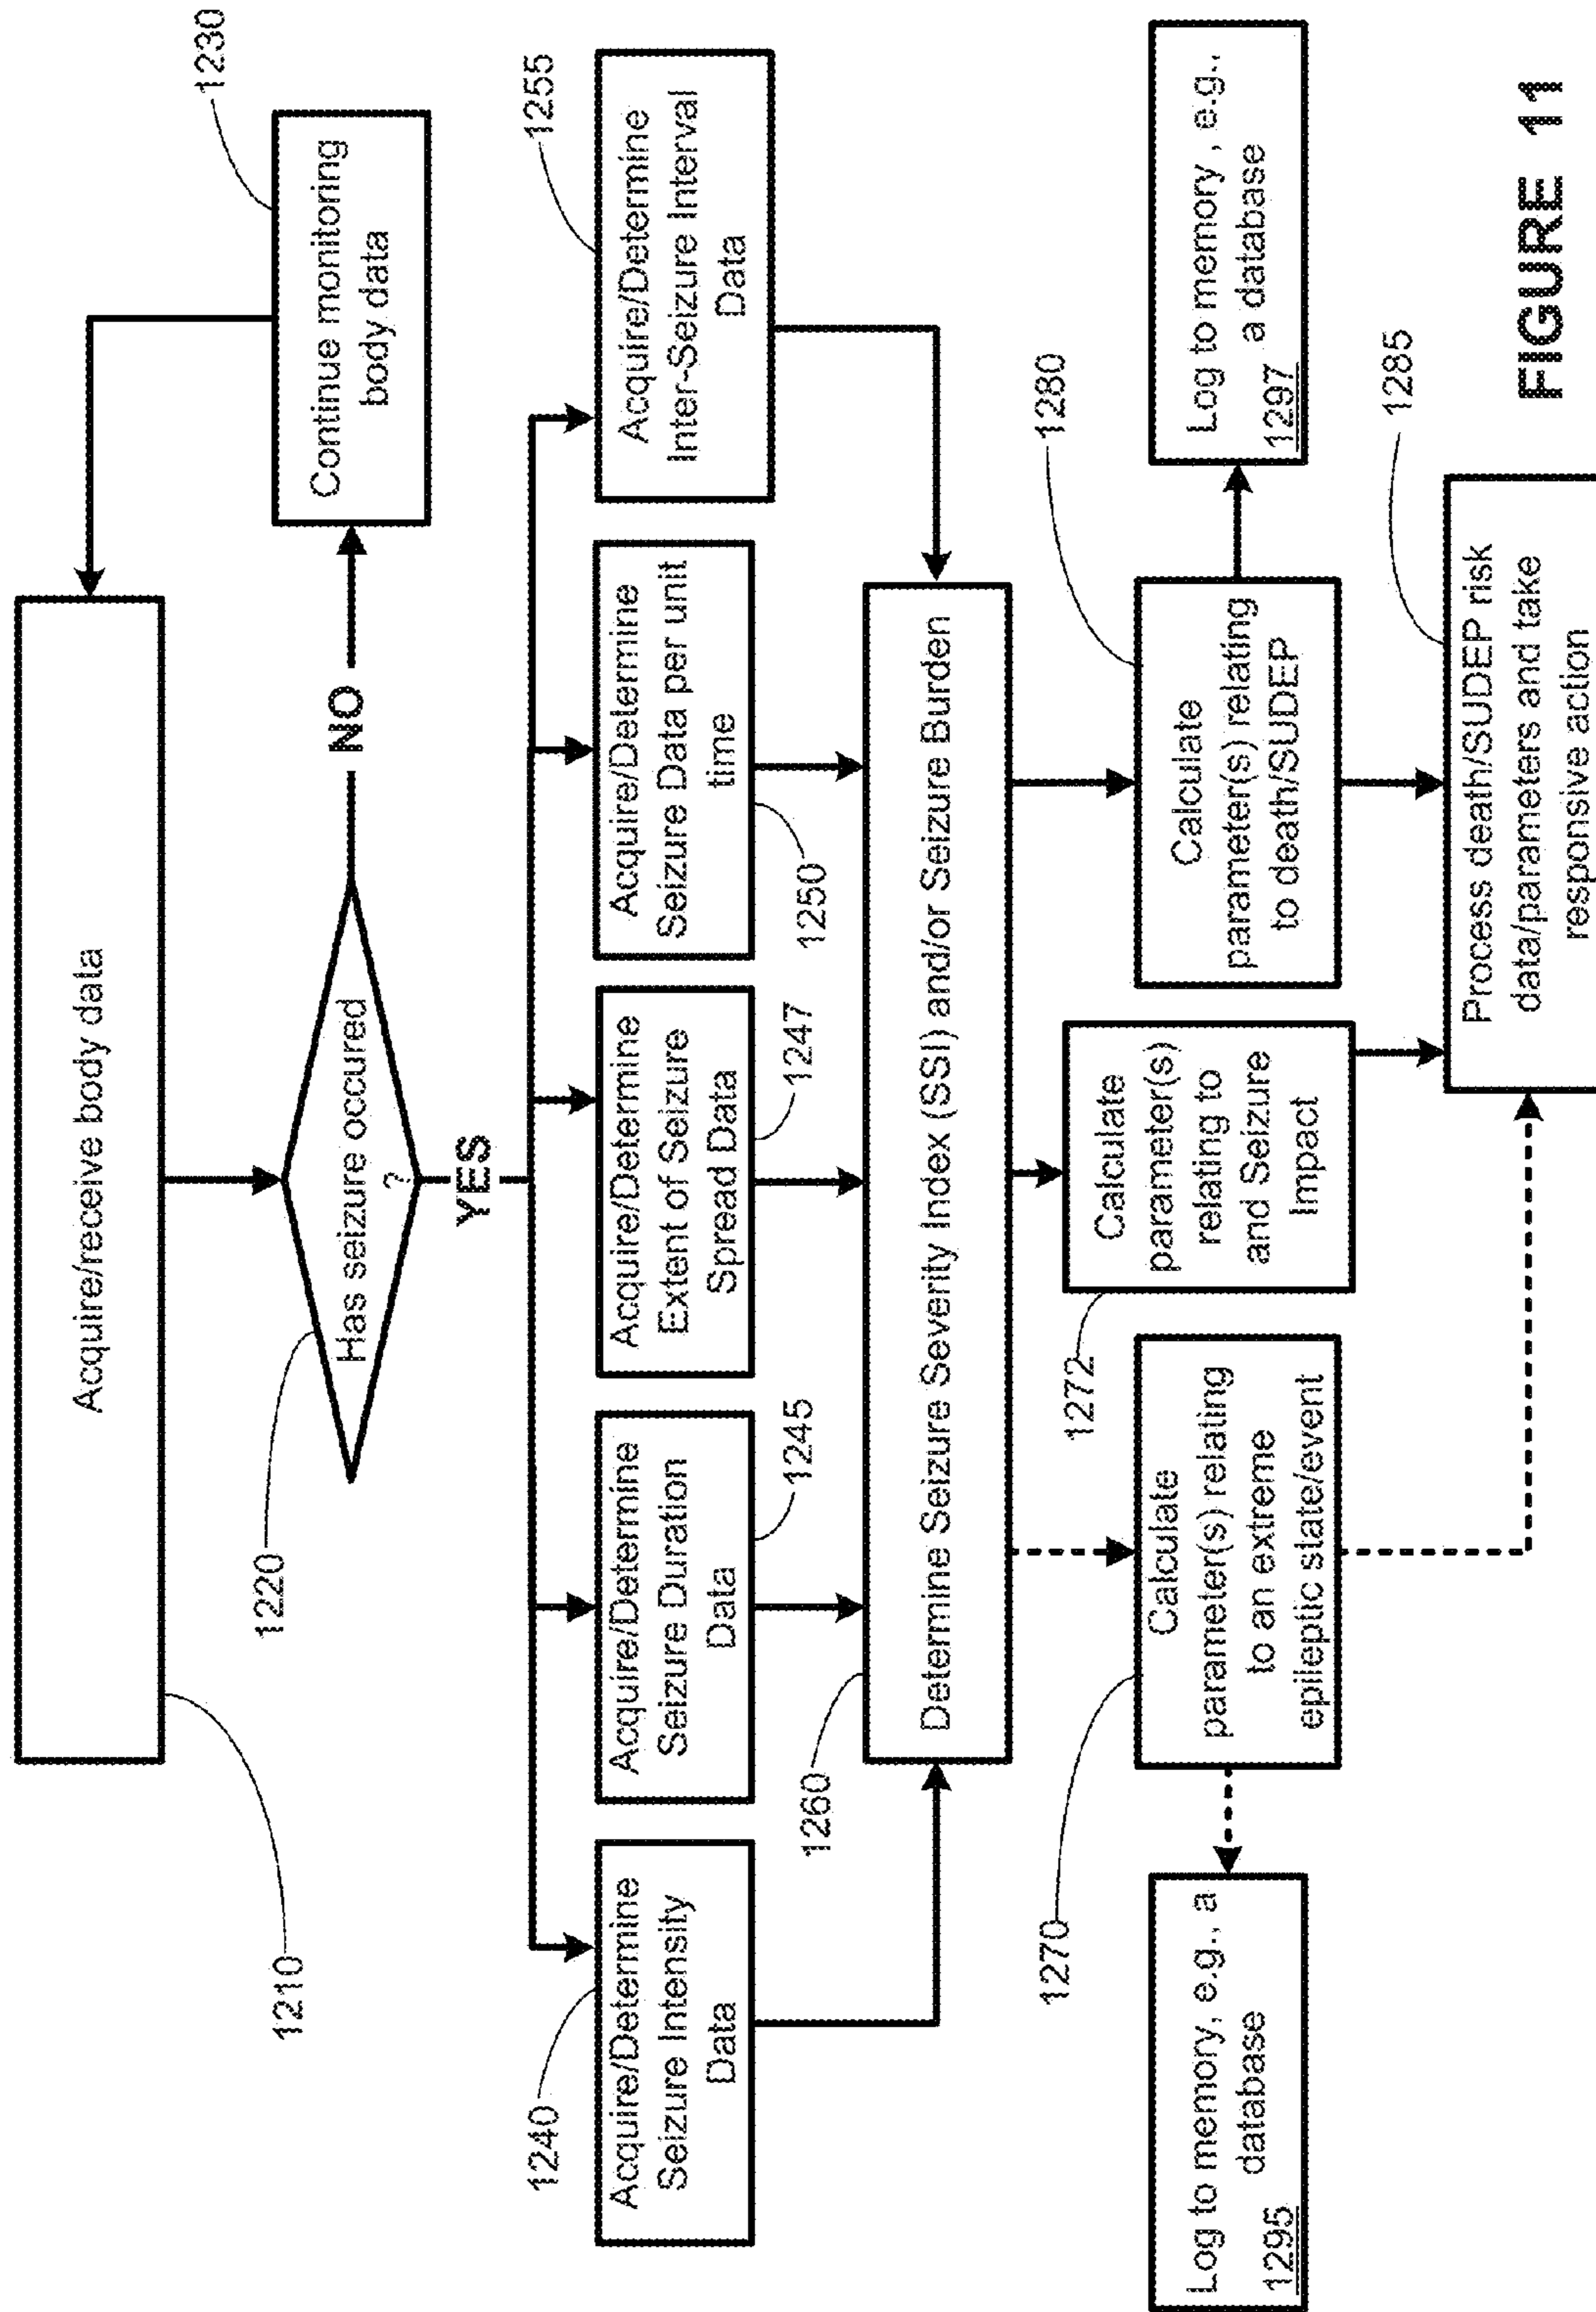 Acquire/receive body data
1210
1220
Has seizure occured
?
NO
1230
Continue monitoring
body data
YES
1240
Acquire/Determine
Seizure Intensity
Data
Acquire/Determine
Seizure Duration
Data
1245
Acquire/Determine
Extent of Seizure
Spread Data
1247
Acquire/Determine
Seizure Data per unit
time
1250
Acquire/Determine
Inter-Seizure Interval
Data
1255
1260
Determine Seizure Severity Index (SSI) and/or Seizure Burden
1270
Calculate
parameter(s) relating
to an extreme
epileptic state/event
1272
Calculate
parameter(s)
relating to
and Seizure
Impact
Calculate
parameter(s) relating
to death/SUDEP
1280
Log to memory, e.g., a
database
1295
Log to memory , e.g.,
a database
1297
Process death/SUDEP risk
data/parameters and take
responsive action
1285
FIGURE 11